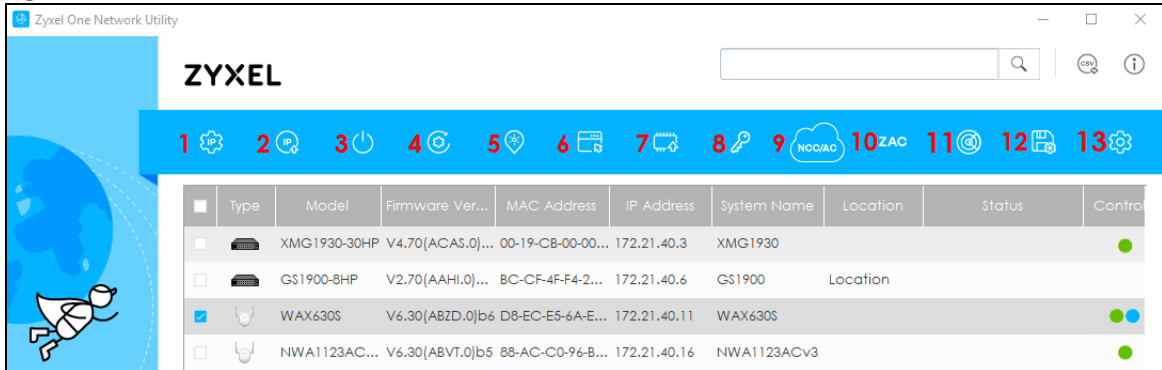 Zyxel One Network Utility
ZYXEL
CSV
1 IP 2 IP 3 4 5 6 7 8 9 NCC/AC 10 ZAC 11 12 13
Type Model Firmware Ver... MAC Address IP Address System Name Location Status Control
XMG1930-30HP V4.70(ACAS.0)... 00-19-CB-00-00... 172.21.40.3 XMG1930
GS1900-8HP V2.70(AAHI.0)... BC-CF-4F-F4-2... 172.21.40.6 GS1900 Location
WAX630S V6.30(ABZD.0)b6 D8-EC-E5-6A-E... 172.21.40.11 WAX630S
NWA1123AC... V6.30(ABVT.0)b5 88-AC-C0-96-B... 172.21.40.16 NWA1123ACv3